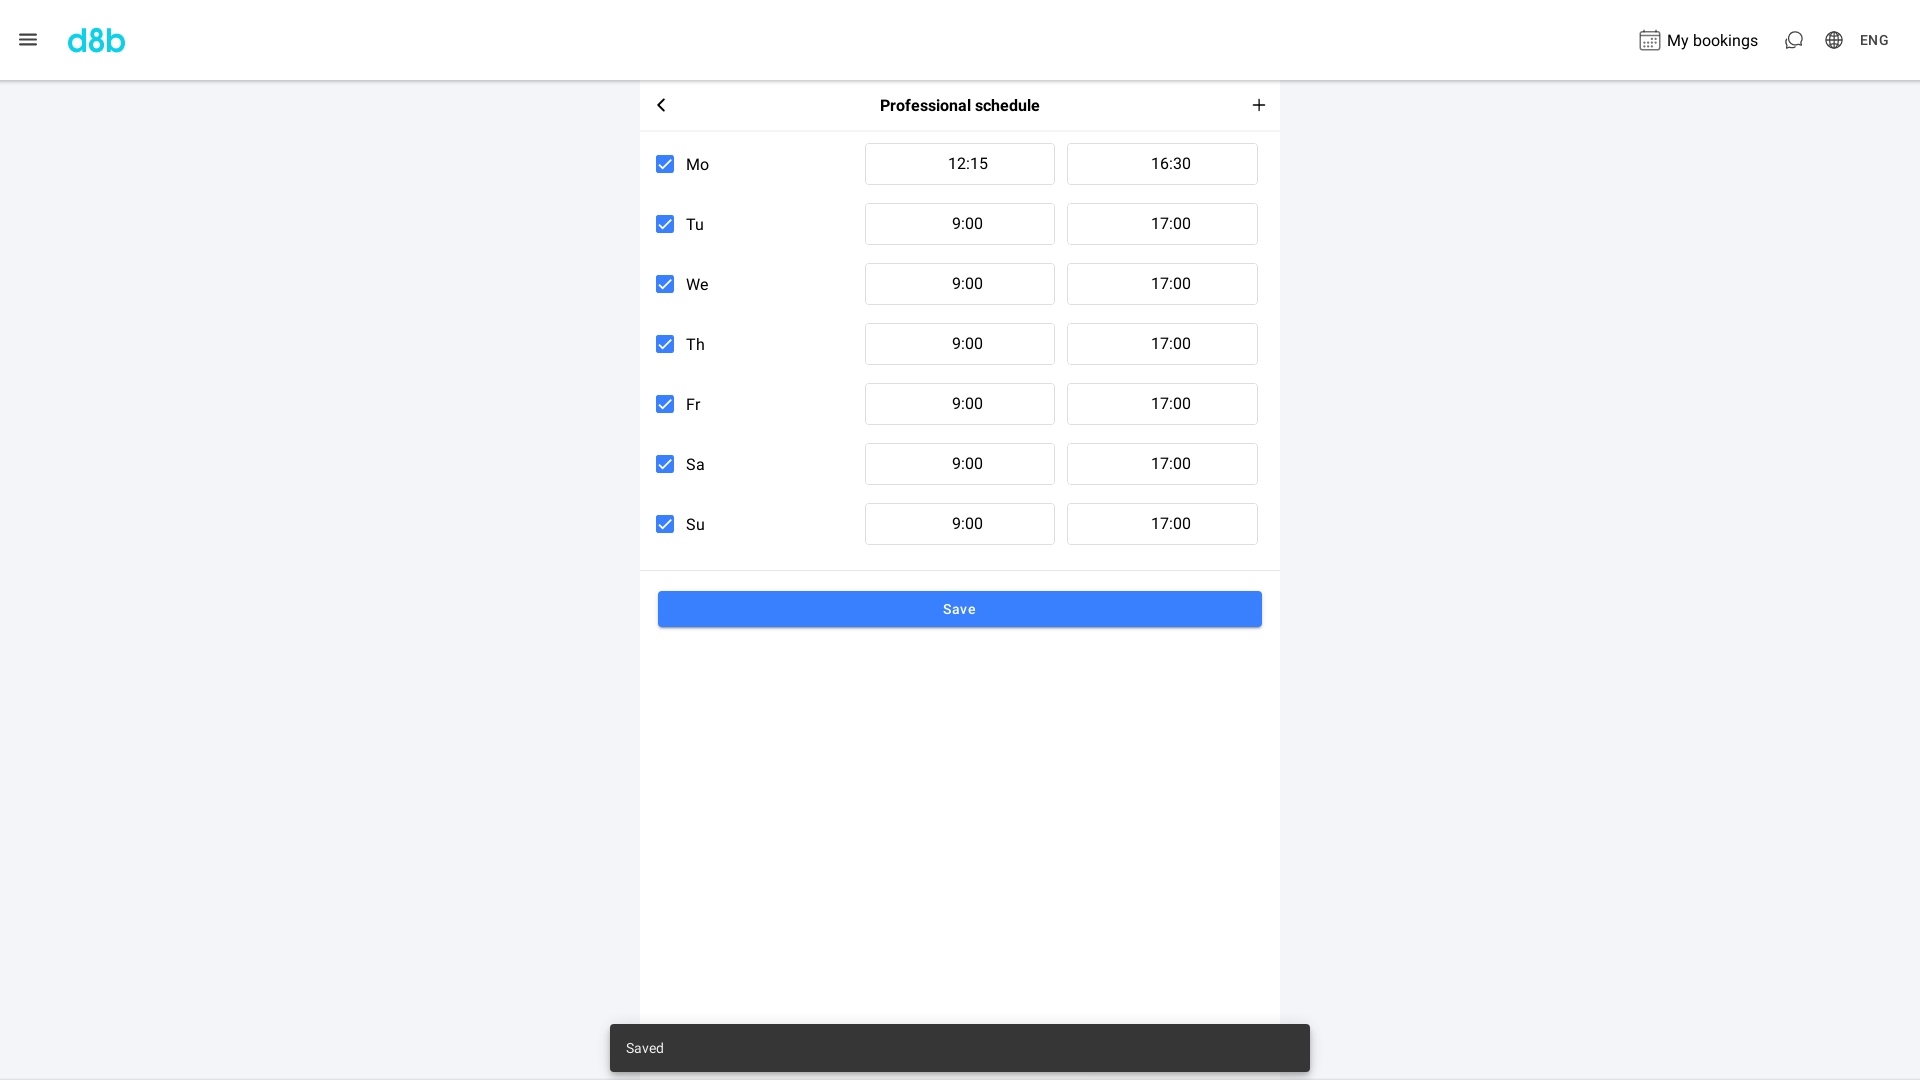 d8b My bookings ENG
Professional schedule
Mo 12:15 16:30
Tu 9:00 17:00
We 9:00 17:00
Th 9:00 17:00
Fr 9:00 17:00
Sa 9:00 17:00
Su 9:00 17:00
Save
Saved